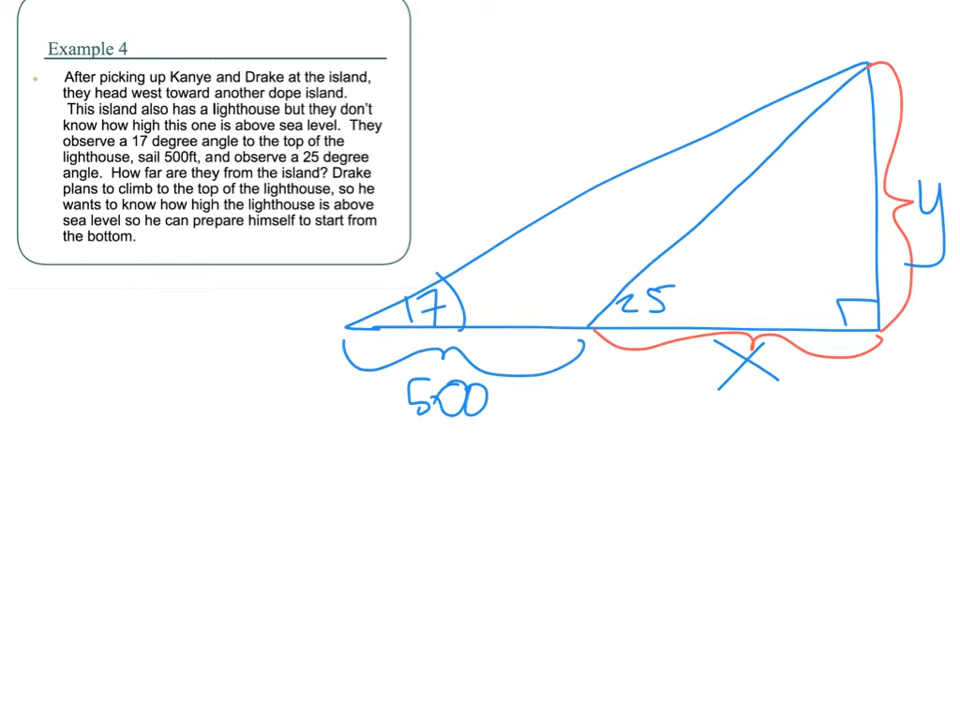 Example 4
After picking up Kanye and Drake at the island,
they head west toward another dope island.
This island also has a lighthouse but they don't
know how high this one is above sea level. They
observe a 17 degree angle to the top of the
lighthouse, sail 500ft, and observe a 25 degree
angle. How far are they from the island? Drake
plans to climb to the top of the lighthouse, so he
wants to know how high the lighthouse is above
sea level so he can prepare himself to start from
the bottom.
y
17
25
X
500